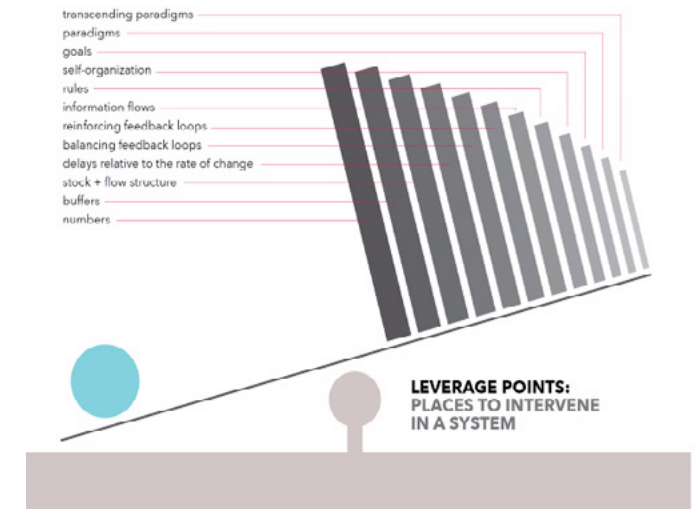 transcending paradigms
paradigms
goals
self-organization
rules
information flows
reinforcing feedback loops
balancing feedback loops
delays relative to the rate of change
stock + flow structure
buffers
numbers
LEVERAGE POINTS:
PLACES TO INTERVENE
IN A SYSTEM